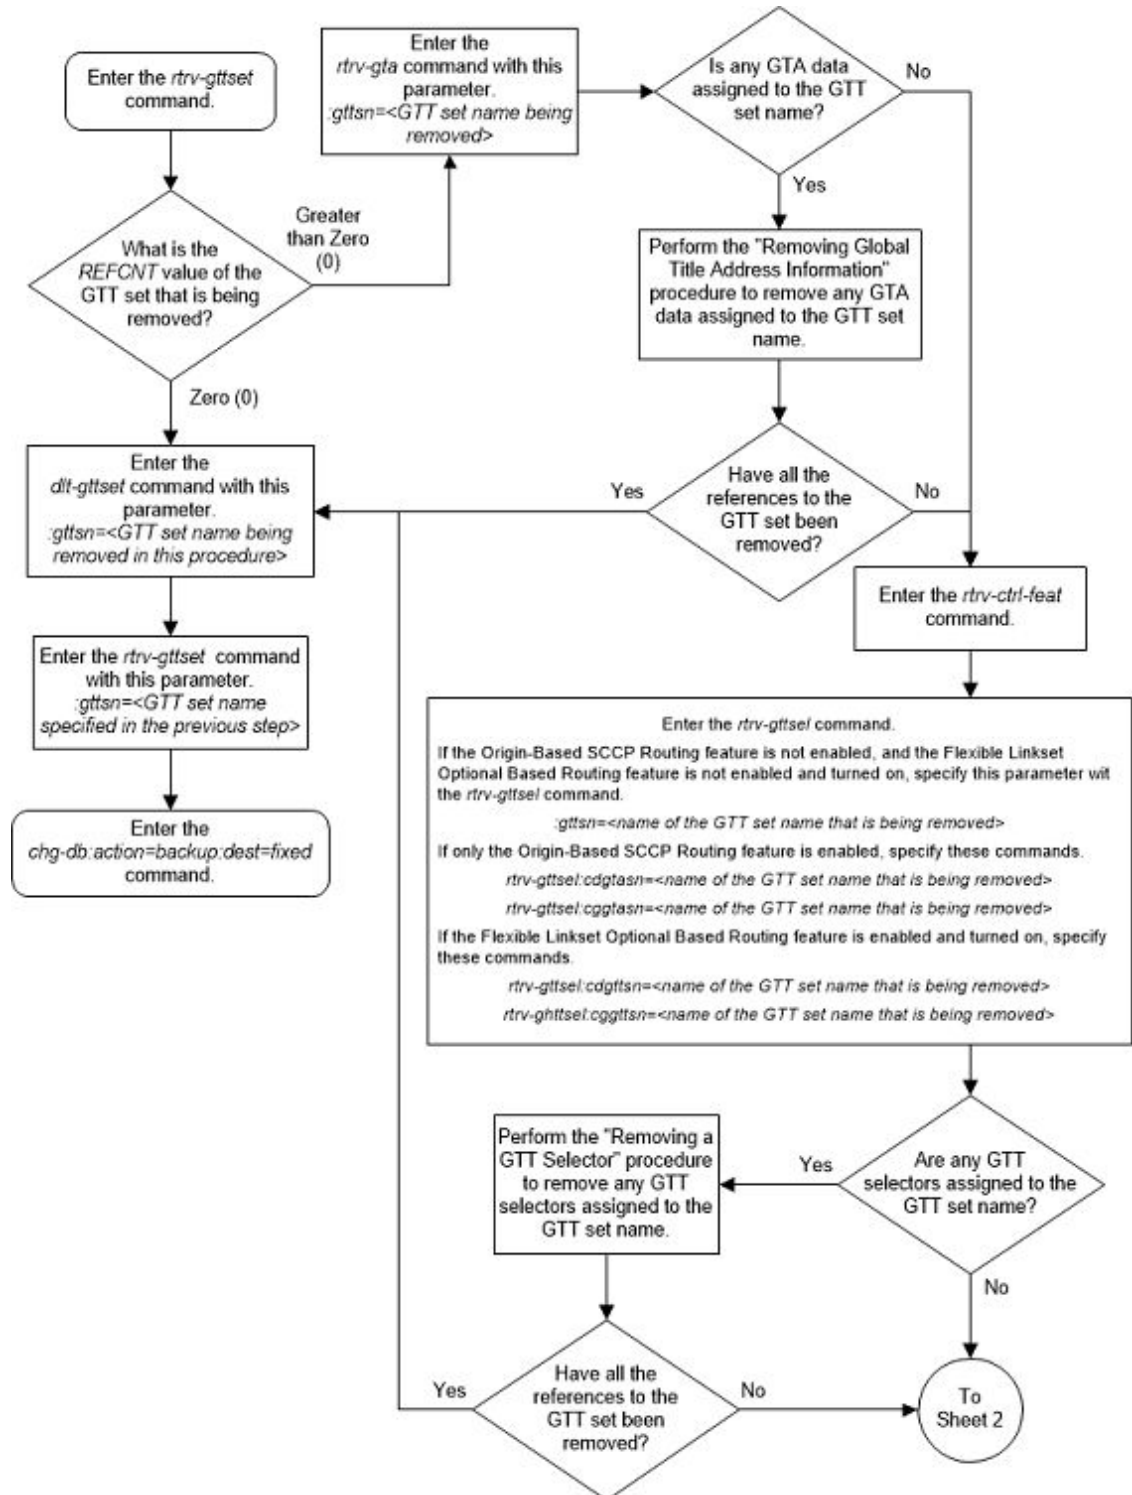 Enter the rtrv-gttset
command.
What is the
REFCNT value of the
GTT set that is being
removed?
Greater
than Zero
(0)
Zero (0)
Enter the
rtrv-gta command with this
parameter.
:gttsn=<GTT set name being
removed>
Is any GTA data
assigned to the GTT
set name?
No
Yes
Perform the "Removing Global
Title Address Information"
procedure to remove any GTA
data assigned to the GTT set
name.
Have all the
references to the
GTT set been
removed?
Yes
No
Enter the
dlt-gttset command with this
parameter.
:gttsn=<GTT set name being
removed in this procedure>
Enter the rtrv-gttset command
with this parameter.
:gttsn=<GTT set name
specified in the previous step>
Enter the
chg-db:action=backup:dest=fixed
command.
Enter the rtrv-ctrl-feat
command.
Enter the rtrv-gttsel command.
If the Origin-Based SCCP Routing feature is not enabled, and the Flexible Linkset
Optional Based Routing feature is not enabled and turned on, specify this parameter wit
the rtrv-gttsel command.
:gttsn=<name of the GTT set name that is being removed>
If only the Origin-Based SCCP Routing feature is enabled, specify these commands.
rtrv-gttsel:cdgtasn=<name of the GTT set name that is being removed>
rtrv-gttsel:cggtasn=<name of the GTT set name that is being removed>
If the Flexible Linkset Optional Based Routing feature is enabled and turned on, specify
these commands.
rtrv-gttsel:cdgttsn=<name of the GTT set name that is being removed>
rtrv-ghttsel:cggttsn=<name of the GTT set name that is being removed>
Are any GTT
selectors assigned to the
GTT set name?
Yes
No
Perform the "Removing a
GTT Selector" procedure
to remove any GTT
selectors assigned to the
GTT set name.
Have all the
references to the
GTT set been
removed?
Yes
No
To
Sheet 2